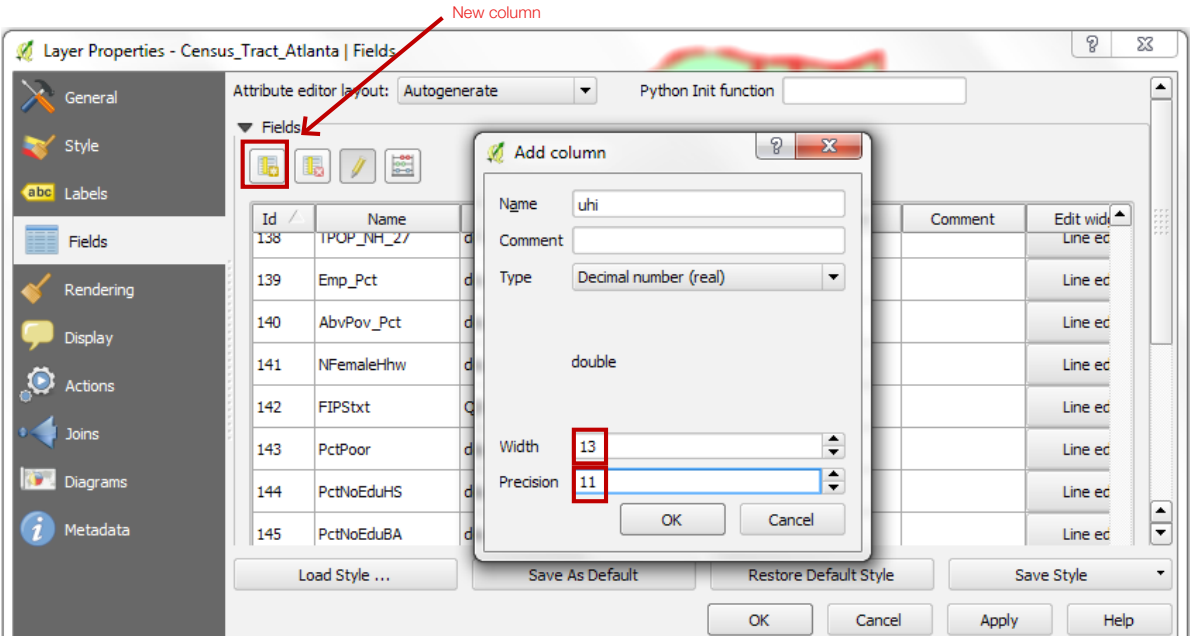 New column
Layer Properties - Census_Tract_Atlanta | Fields
General
Style
abc Labels
Fields
Rendering
Display
Actions
Joins
Diagrams
Metadata
Attribute editor layout: Autogenerate Python Init function
Fields
Id Name Comment Edit wid
138 TPOP_NH_27 d Line ed
139 Emp_Pct d Line ed
140 AbvPov_Pct d Line ed
141 NFemaleHhw d Line ed
142 FIPStxt Q Line ed
143 PctPoor d Line ed
144 PctNoEduHS d Line ed
145 PctNoEduBA d Line ed
Add column
Name uhi
Comment
Type Decimal number (real)
double
Width 13
Precision 11
OK Cancel
Load Style ... Save As Default Restore Default Style Save Style
OK Cancel Apply Help